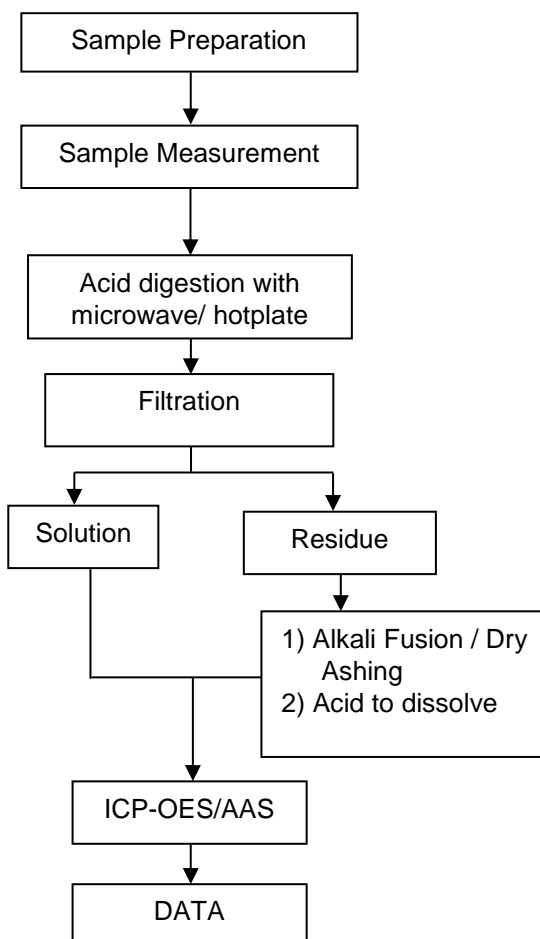 Sample Preparation
Sample Measurement
Acid digestion with
microwave/ hotplate
Filtration
Solution
Residue
1) Alkali Fusion / Dry
Ashing
2) Acid to dissolve
ICP-OES/AAS
DATA